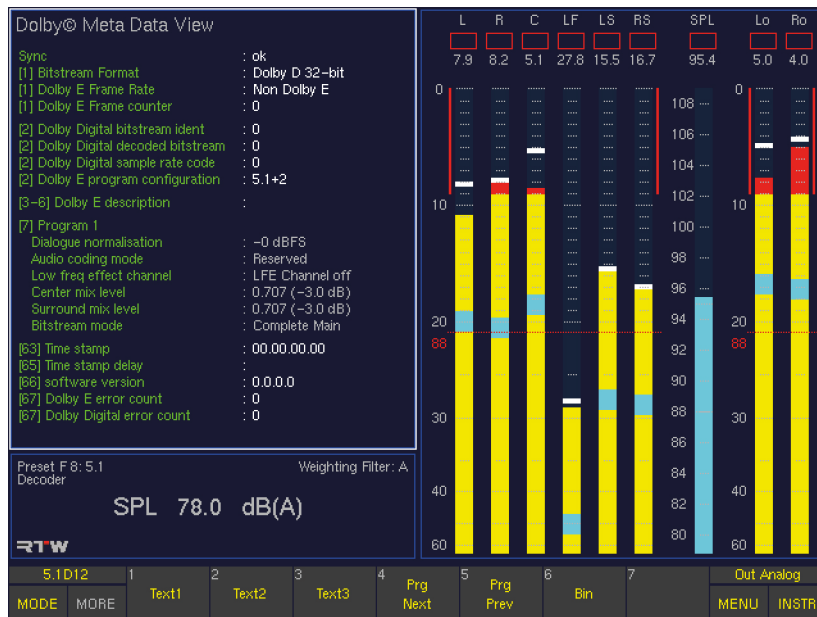 Dolby© Meta Data View
Sync : ok
[1] Bitstream Format : Dolby D 32-bit
[1] Dolby E Frame Rate : Non Dolby E
[1] Dolby E Frame counter : 0
[2] Dolby Digital bitstream ident : 0
[2] Dolby Digital decoded bitstream : 0
[2] Dolby Digital sample rate code : 0
[2] Dolby E program configuration : 5.1+2
[3-6] Dolby E description :
[7] Program 1
Dialogue normalisation : -0 dBFS
Audio coding mode : Reserved
Low freq effect channel : LFE Channel off
Center mix level : 0.707 (-3.0 dB)
Surround mix level : 0.707 (-3.0 dB)
Bitstream mode : Complete Main
[63] Time stamp : 00.00.00.00
[65] Time stamp delay :
[66] software version : 0.0.0.0
[67] Dolby E error count : 0
[67] Dolby Digital error count : 0
Preset F 8: 5.1 Weighting Filter: A
Decoder
SPL 78.0 dB(A)
RTW
L R C LF LS RS SPL Lo Ro
7.9 8.2 5.1 27.8 15.5 16.7 95.4 5.0 4.0
0 0
108
106
104
102
10 10
100
98
96
94
20 20
88 88
92
90
88
30 30
86
84
40 40
82
80
60 60
5.1D12 1 2 3 4 5 6 7 Out Analog
Text1 Text2 Text3 Prg Next Prg Prev Bin
MODE MORE MENU INSTR